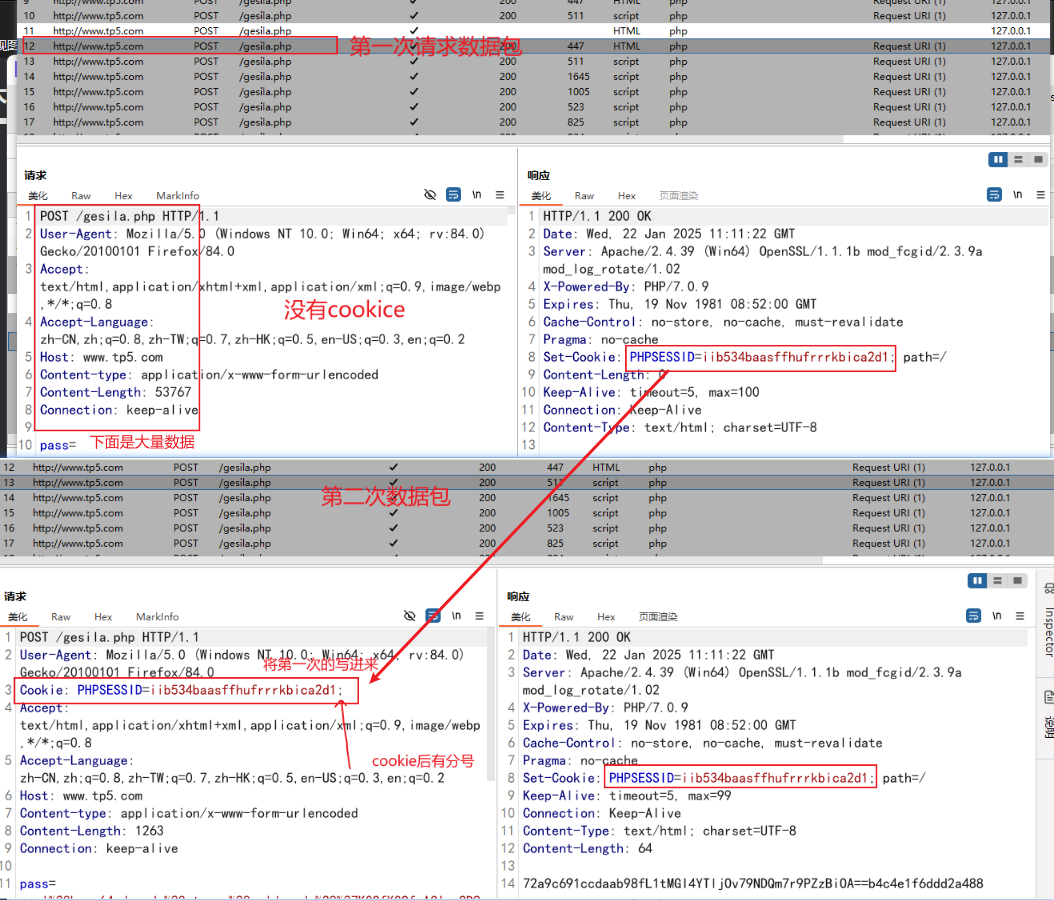 http://www.tp5.com POST /gesila.php ✓ 200 447 HTML php Request URI (1) 127.0.0.1
10 http://www.tp5.com POST /gesila.php ✓ 200 511 script php Request URI (1) 127.0.0.1
11 http://www.tp5.com POST /gesila.php ✓ HTML php 127.0.0.1
12 http://www.tp5.com POST /gesila.php ✓ 200 447 HTML php Request URI (1) 127.0.0.1
第一次请求数据包
13 http://www.tp5.com POST /gesila.php ✓ 200 511 script php Request URI (1) 127.0.0.1
14 http://www.tp5.com POST /gesila.php ✓ 200 1645 script php Request URI (1) 127.0.0.1
15 http://www.tp5.com POST /gesila.php ✓ 200 1005 script php Request URI (1) 127.0.0.1
16 http://www.tp5.com POST /gesila.php ✓ 200 523 script php Request URI (1) 127.0.0.1
17 http://www.tp5.com POST /gesila.php ✓ 200 825 script php Request URI (1) 127.0.0.1
请求
美化 Raw Hex MarkInfo \n
1 POST /gesila.php HTTP/1.1
2 User-Agent: Mozilla/5.0 (Windows NT 10.0; Win64; x64; rv:84.0)
Gecko/20100101 Firefox/84.0
3 Accept:
text/html,application/xhtml+xml,application/xml;q=0.9,image/webp
,*/*;q=0.8
没有cookice
4 Accept-Language:
zh-CN,zh;q=0.8,zh-TW;q=0.7,zh-HK;q=0.5,en-US;q=0.3,en;q=0.2
5 Host: www.tp5.com
6 Content-type: application/x-www-form-urlencoded
7 Content-Length: 53767
8 Connection: keep-alive
9
10 pass=
下面是大量数据
响应
美化 Raw Hex 页面渲染 \n
1 HTTP/1.1 200 OK
2 Date: Wed, 22 Jan 2025 11:11:22 GMT
3 Server: Apache/2.4.39 (Win64) OpenSSL/1.1.1b mod_fcgid/2.3.9a
mod_log_rotate/1.02
4 X-Powered-By: PHP/7.0.9
5 Expires: Thu, 19 Nov 1981 08:52:00 GMT
6 Cache-Control: no-store, no-cache, must-revalidate
7 Pragma: no-cache
8 Set-Cookie: PHPSESSID=iib534baasffhufrrrkbica2d1; path=/
9 Content-Length: 0
10 Keep-Alive: timeout=5, max=100
11 Connection: Keep-Alive
12 Content-Type: text/html; charset=UTF-8
13
12 http://www.tp5.com POST /gesila.php ✓ 200 447 HTML php Request URI (1) 127.0.0.1
13 http://www.tp5.com POST /gesila.php ✓ 200 511 script php Request URI (1) 127.0.0.1
第二次数据包
14 http://www.tp5.com POST /gesila.php ✓ 200 1645 script php Request URI (1) 127.0.0.1
15 http://www.tp5.com POST /gesila.php ✓ 200 1005 script php Request URI (1) 127.0.0.1
16 http://www.tp5.com POST /gesila.php ✓ 200 523 script php Request URI (1) 127.0.0.1
17 http://www.tp5.com POST /gesila.php ✓ 200 825 script php Request URI (1) 127.0.0.1
请求
美化 Raw Hex MarkInfo \n
1 POST /gesila.php HTTP/1.1
2 User-Agent: Mozilla/5.0 (Windows NT 10.0; Win64; x64; rv:84.0)
Gecko/20100101 Firefox/84.0
将第一次的写进来
3 Cookie: PHPSESSID=iib534baasffhufrrrkbica2d1;
4 Accept:
text/html,application/xhtml+xml,application/xml;q=0.9,image/webp
,*/*;q=0.8
cookie后有分号
5 Accept-Language:
zh-CN,zh;q=0.8,zh-TW;q=0.7,zh-HK;q=0.5,en-US;q=0.3,en;q=0.2
6 Host: www.tp5.com
7 Content-type: application/x-www-form-urlencoded
8 Content-Length: 1263
9 Connection: keep-alive
10
11 pass=
响应
美化 Raw Hex 页面渲染 \n
1 HTTP/1.1 200 OK
2 Date: Wed, 22 Jan 2025 11:11:22 GMT
3 Server: Apache/2.4.39 (Win64) OpenSSL/1.1.1b mod_fcgid/2.3.9a
mod_log_rotate/1.02
4 X-Powered-By: PHP/7.0.9
5 Expires: Thu, 19 Nov 1981 08:52:00 GMT
6 Cache-Control: no-store, no-cache, must-revalidate
7 Pragma: no-cache
8 Set-Cookie: PHPSESSID=iib534baasffhufrrrkbica2d1; path=/
9 Keep-Alive: timeout=5, max=99
10 Connection: Keep-Alive
11 Content-Type: text/html; charset=UTF-8
12 Content-Length: 64
13
14 72a9c691ccdaab98fL1tMGl4YTljOv79NDQm7r9PZzBiOA==b4c4e1f6ddd2a488
Inspector